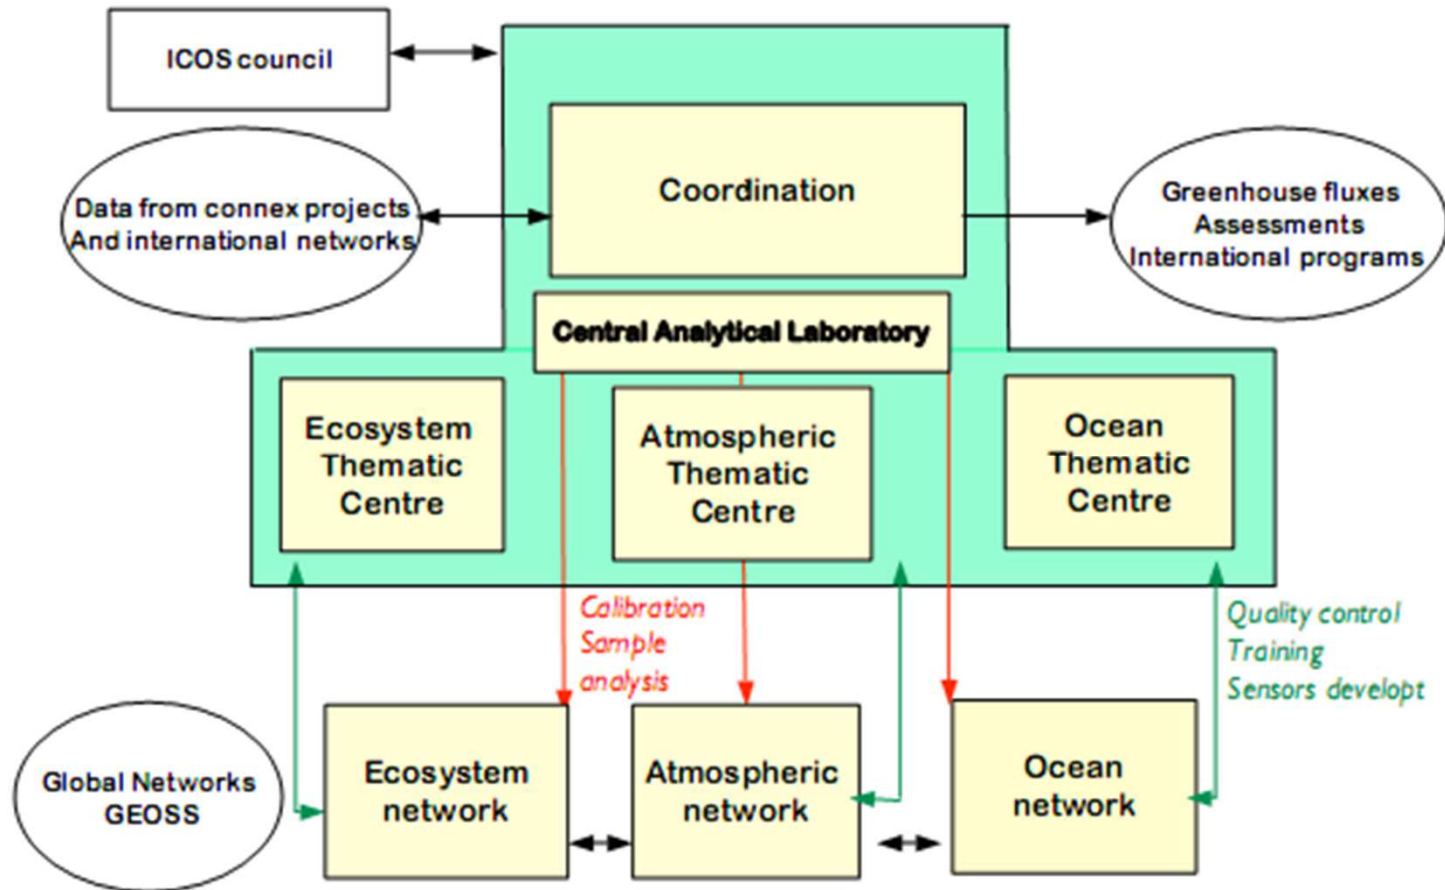 ICOS council
Coordination
Data from connex projects
And international networks
Greenhouse fluxes
Assessments
International programs
Central Analytical Laboratory
Ecosystem
Thematic
Centre
Atmospheric
Thematic
Centre
Ocean
Thematic
Centre
Calibration
Sample
analysis
Quality control
Training
Sensors developt
Global Networks
GEOSS
Ecosystem
network
Atmospheric
network
Ocean
network